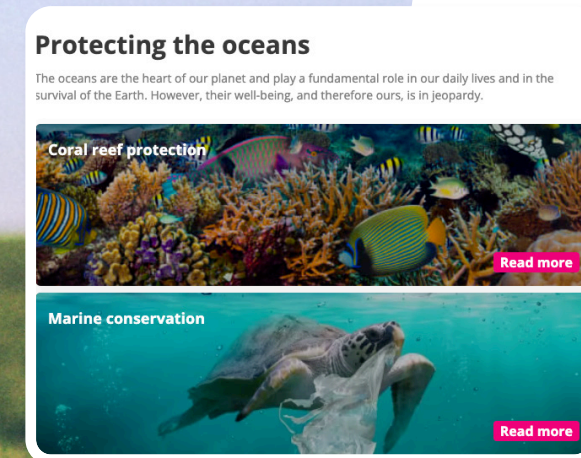 Protecting the oceans
The oceans are the heart of our planet and play a fundamental role in our daily lives and in the
survival of the Earth. However, their well-being, and therefore ours, is in jeopardy.
Coral reef protection
Read more
Marine conservation
Read more